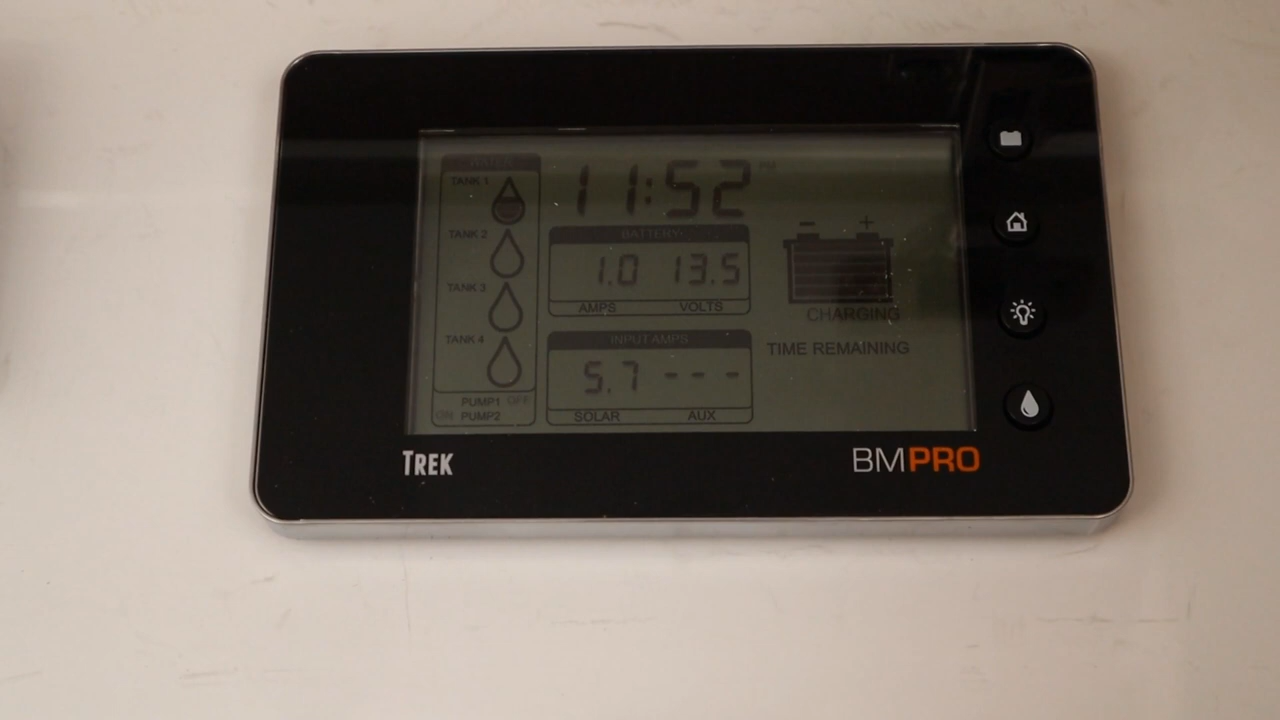 WATER
TANK 1
TANK 2
TANK 3
TANK 4
PUMP1 OFF
ON PUMP2
11:52 PM
BATTERY
1.0 13.5
AMPS VOLTS
INPUT AMPS
5.7 ---
SOLAR AUX
- +
CHARGING
TIME REMAINING
TREK
BMPRO